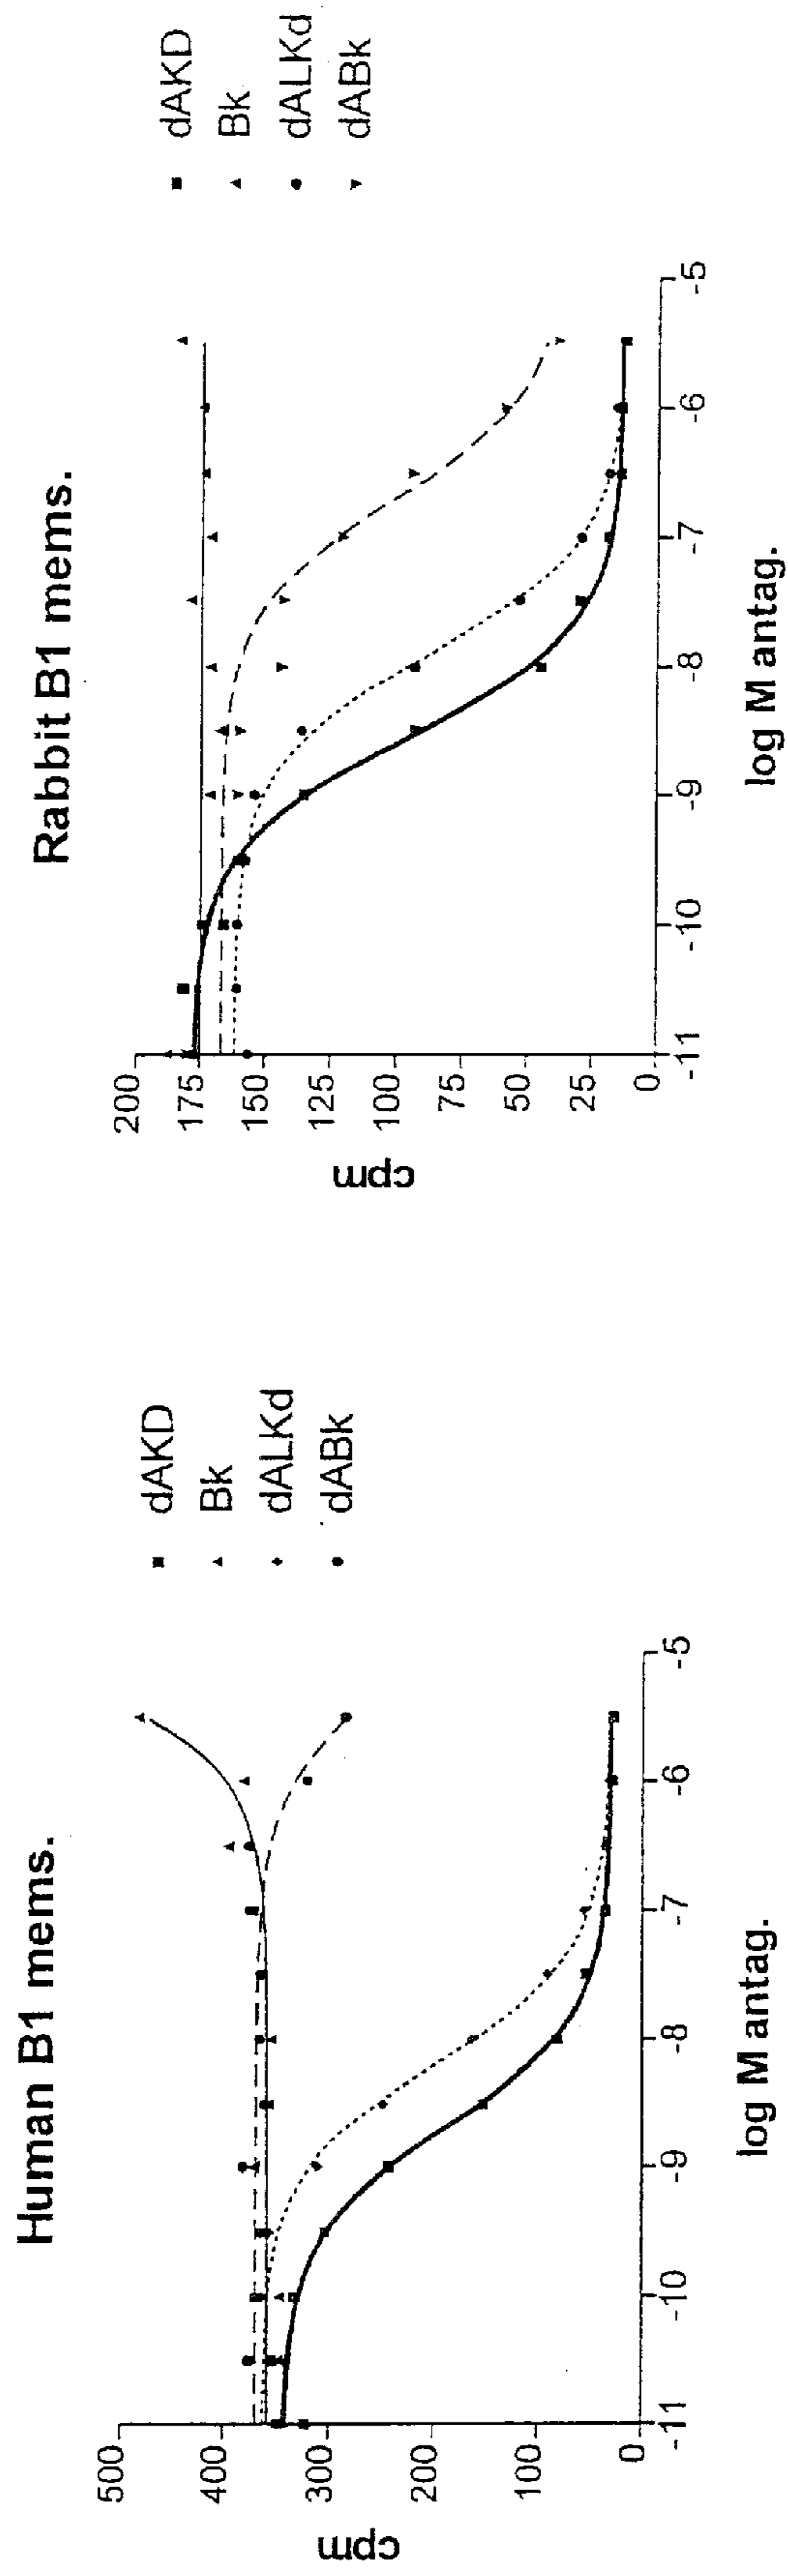 Human B1 mems.
500
400
300
200
100
0
cpm
-11
-10
-9
-8
-7
-6
-5
log M antag.
dAKD
Bk
dALKd
dABk
Rabbit B1 mems.
200
175
150
125
100
75
50
25
0
cpm
-11
-10
-9
-8
-7
-6
-5
log M antag.
dAKD
Bk
dALKd
dABk